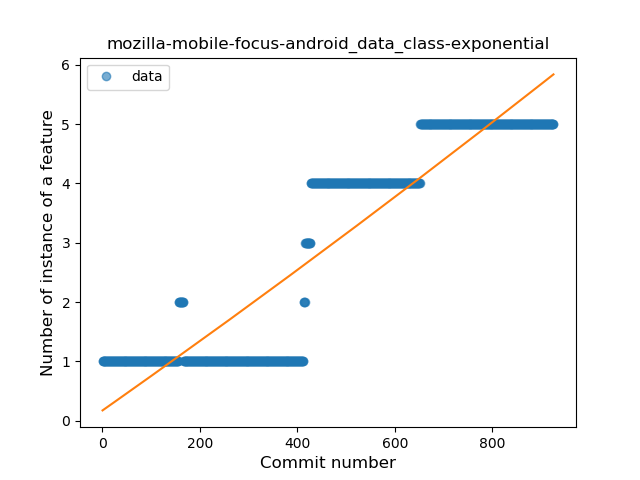 mozilla-mobile-focus-android_data_class-exponential
data
Number of instance of a feature
6
5
4
3
2
1
0
0 200 400 600 800
Commit number